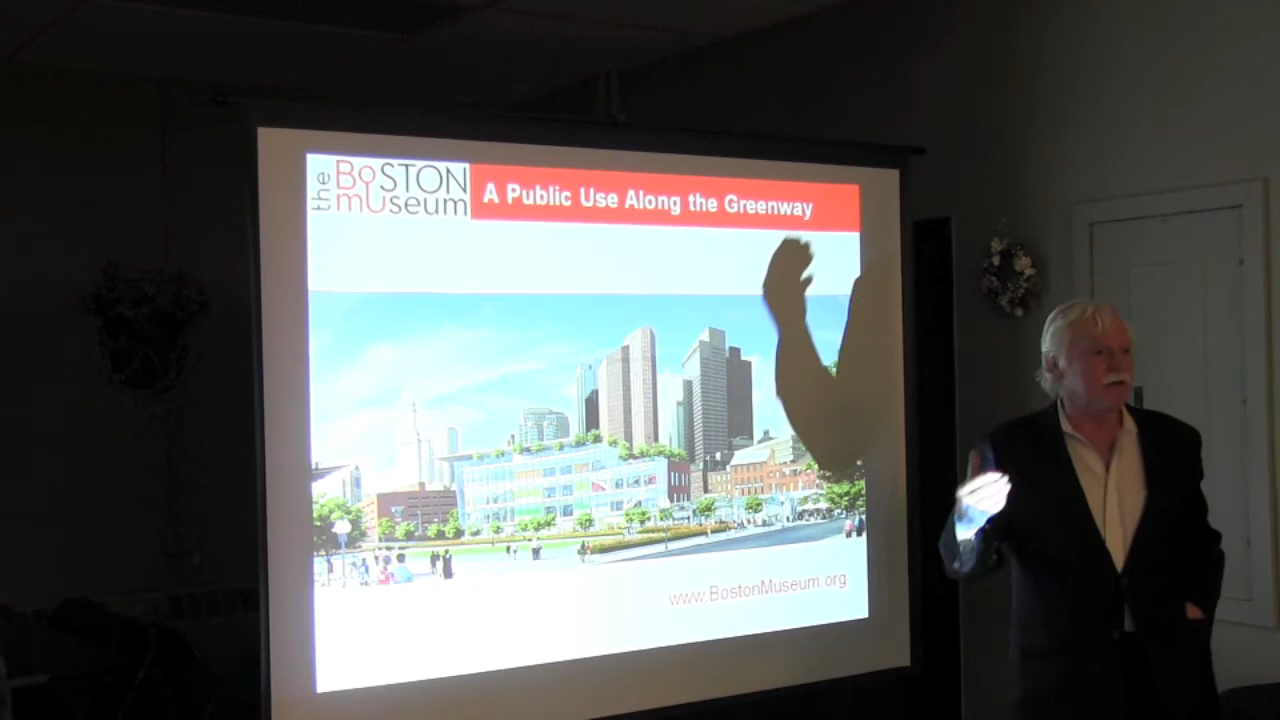 the
BoSTON
mUseum
A Public Use Along the Greenway
www.BostonMuseum.org